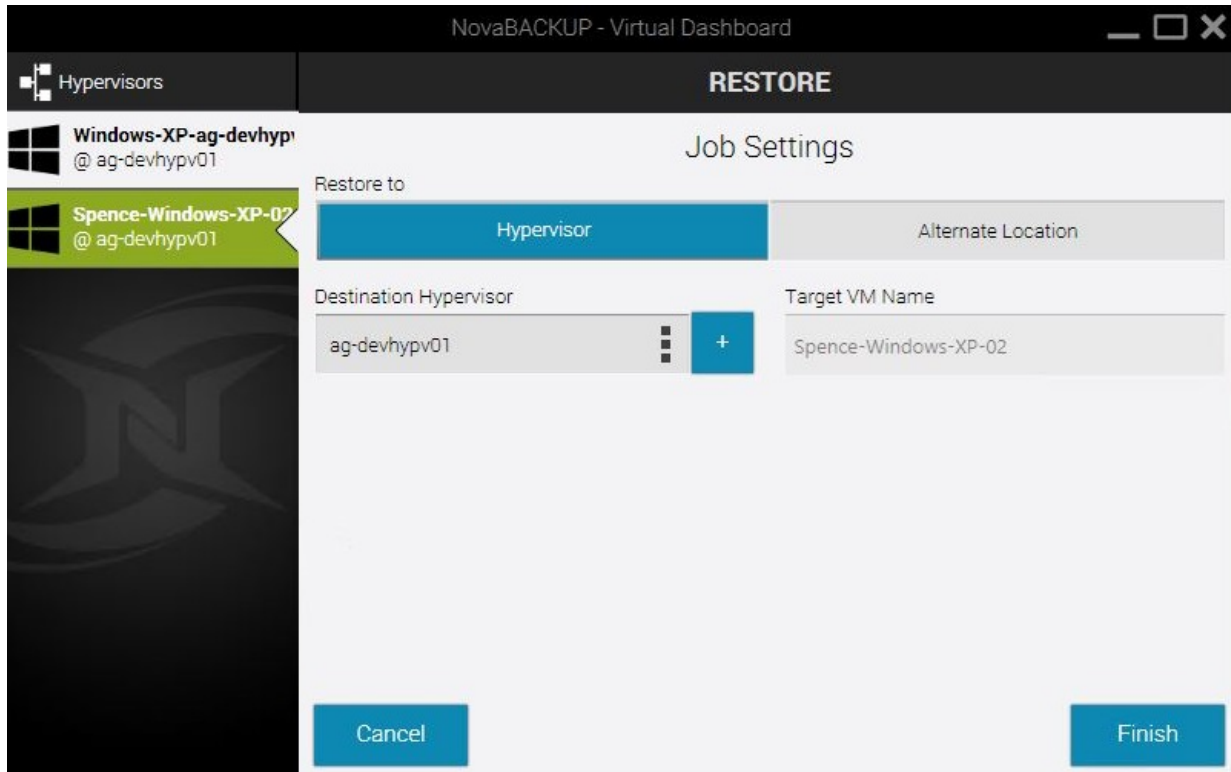 NovaBACKUP - Virtual Dashboard
Hypervisors
RESTORE
Windows-XP-ag-devhyp
@ ag-devhypv01
Spence-Windows-XP-02
@ ag-devhypv01
Job Settings
Restore to
Hypervisor
Alternate Location
Destination Hypervisor
Target VM Name
ag-devhypv01
+
Spence-Windows-XP-02
Cancel
Finish